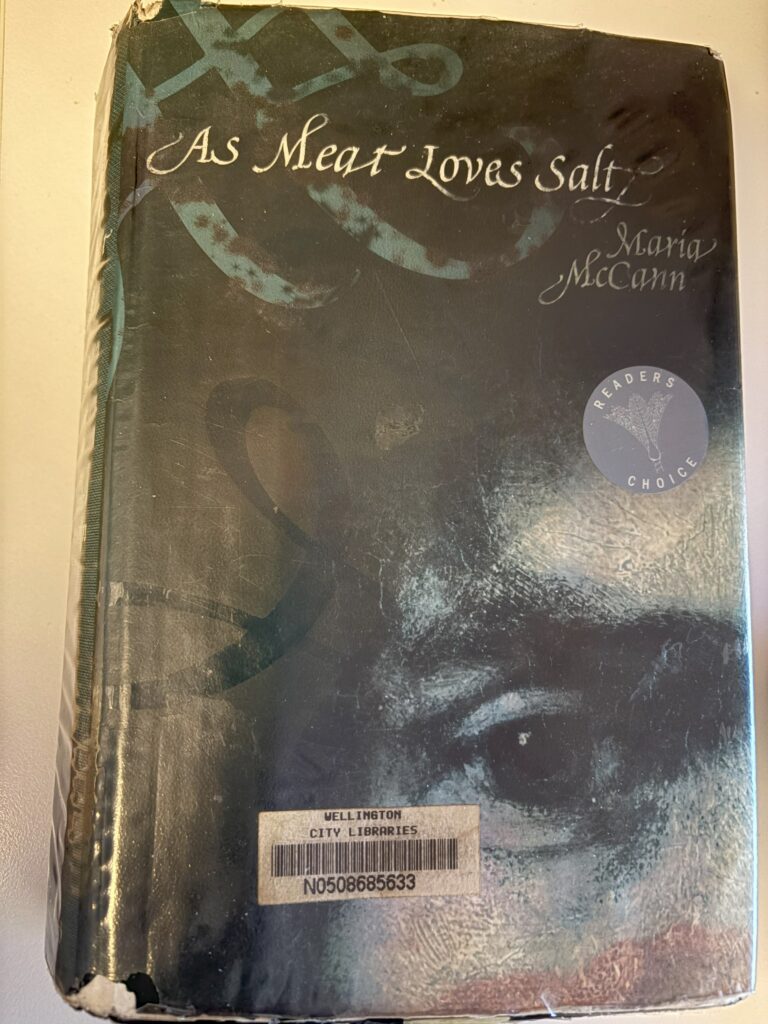 As Meat Loves Salt
Maria
McCann
READERS
CHOICE
WELLINGTON
CITY LIBRARIES
N0508685633